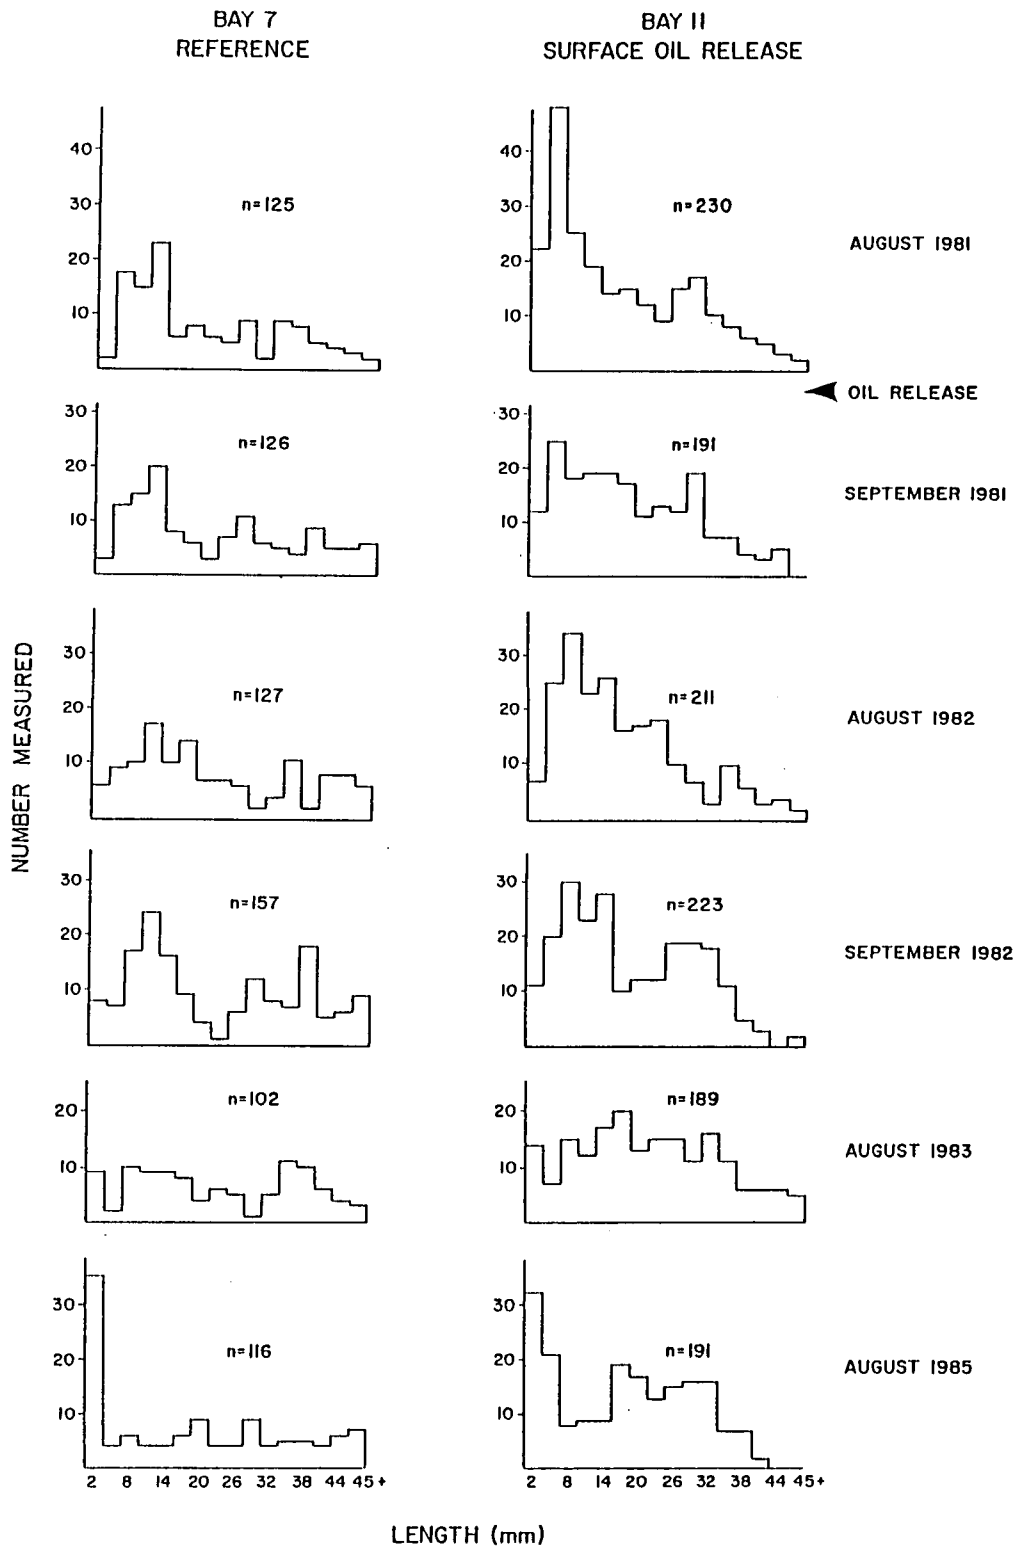 BAY 7
REFERENCE
BAY 11
SURFACE OIL RELEASE
40
30
20
10
n=125
40
30
20
10
n=230
AUGUST 1981
OIL RELEASE
30
20
10
n=126
30
20
10
n=191
SEPTEMBER 1981
NUMBER MEASURED
30
20
10
n=127
30
20
10
n=211
AUGUST 1982
30
20
10
n=157
30
20
10
n=223
SEPTEMBER 1982
20
10
n=102
20
10
n=189
AUGUST 1983
30
20
10
n=116
30
20
10
n=191
AUGUST 1985
2 8 14 20 26 32 38 44 45+
2 8 14 20 26 32 38 44 45+
LENGTH (mm)